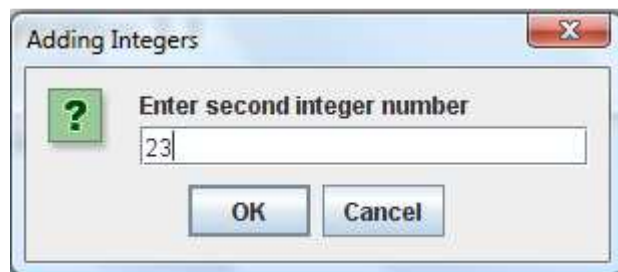 Adding Integers
X
?
Enter second integer number
23
OK Cancel